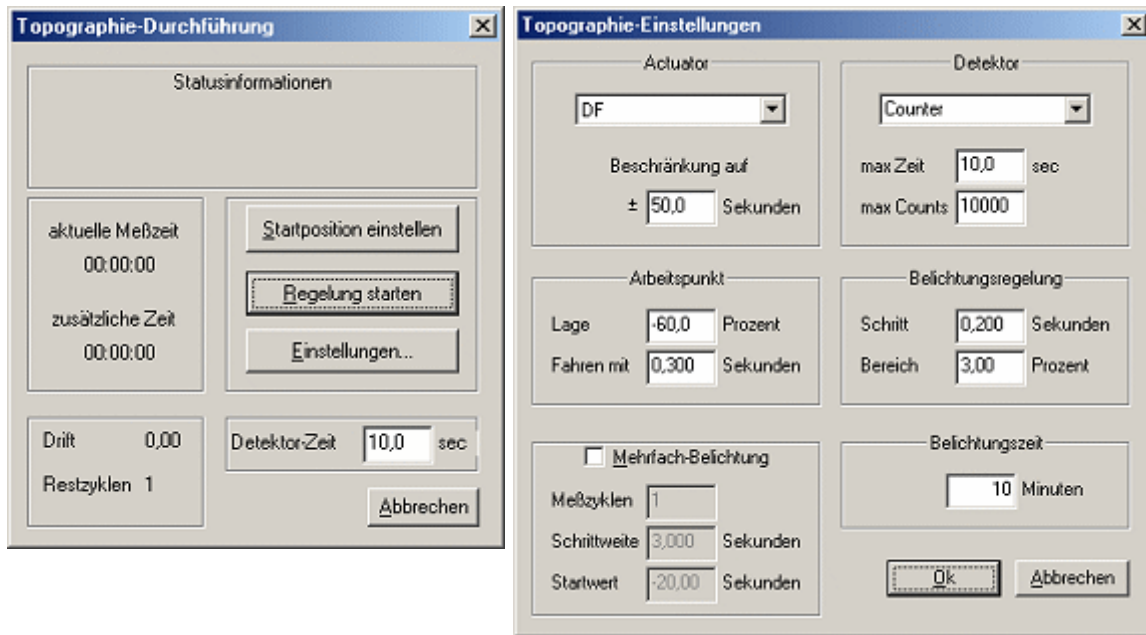 Topographie-Durchführung
Statusinformationen
aktuelle Meßzeit
00:00:00
zusätzliche Zeit
00:00:00
Startposition einstellen
Regelung starten
Einstellungen...
Drift 0,00
Restzyklen 1
Detektor-Zeit 10,0 sec
Abbrechen
Topographie-Einstellungen
Actuator
DF
Beschränkung auf
± 50,0 Sekunden
Detektor
Counter
max Zeit 10,0 sec
max Counts 10000
Arbeitspunkt
Lage -60,0 Prozent
Fahren mit 0,300 Sekunden
Belichtungsregelung
Schritt 0,200 Sekunden
Bereich 3,00 Prozent
Mehrfach-Belichtung
Meßzyklen 1
Schrittweite 3,000 Sekunden
Startwert -20,00 Sekunden
Belichtungszeit
10 Minuten
Ok
Abbrechen